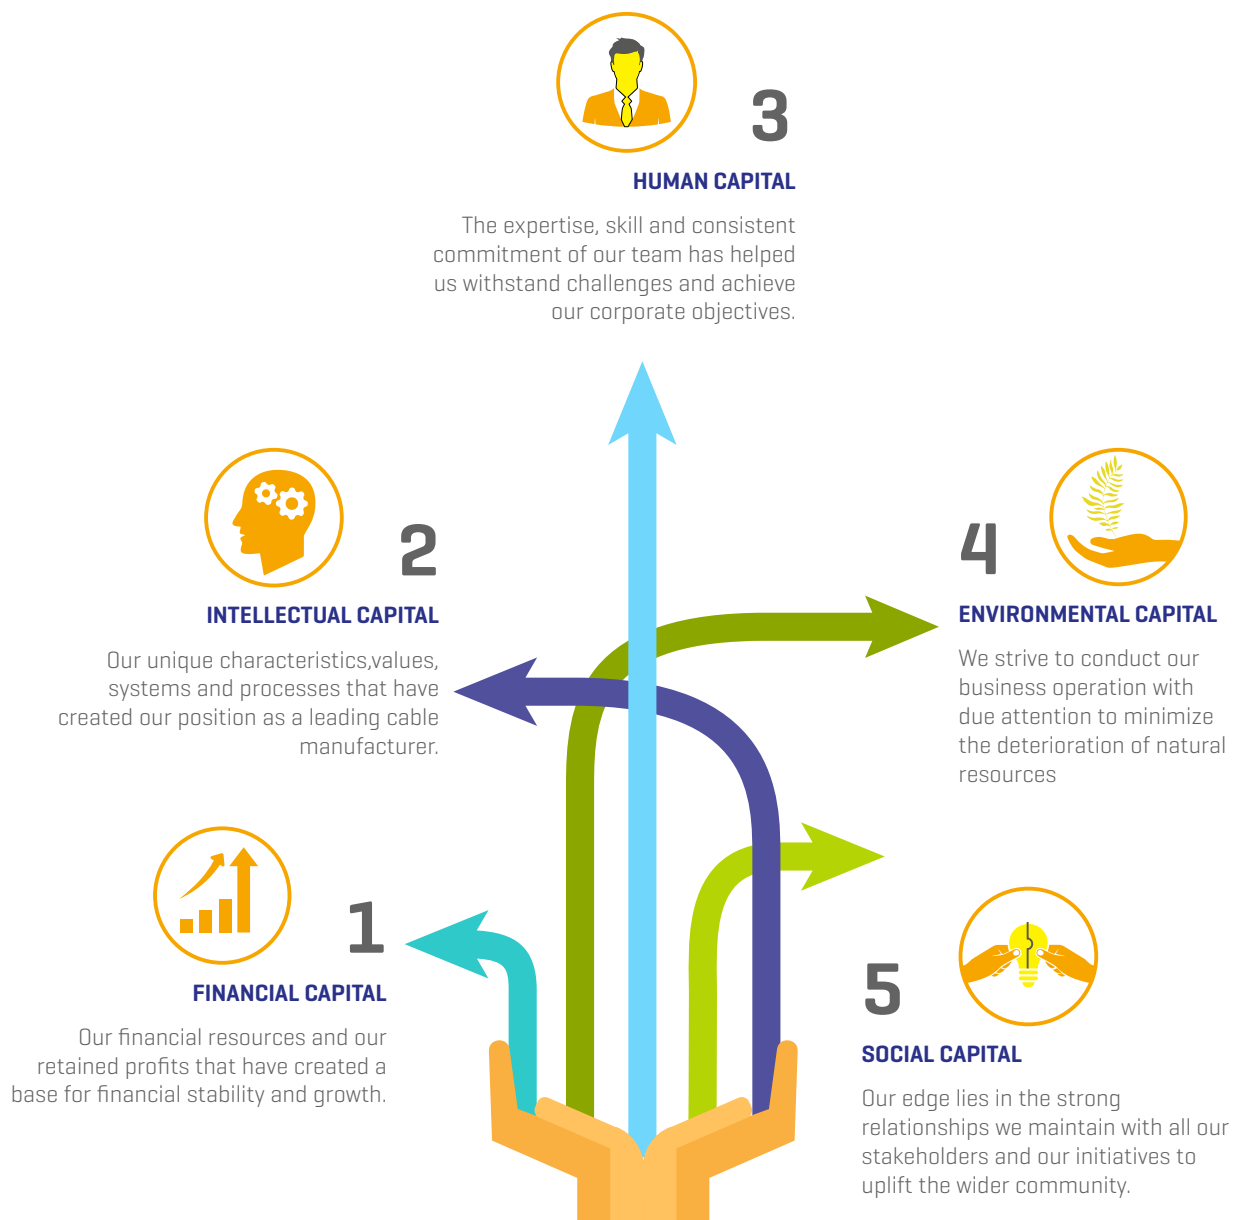 3
HUMAN CAPITAL
The expertise, skill and consistent
commitment of our team has helped
us withstand challenges and achieve
our corporate objectives.
2
INTELLECTUAL CAPITAL
Our unique characteristics,values,
systems and processes that have
created our position as a leading cable
manufacturer.
4
ENVIRONMENTAL CAPITAL
We strive to conduct our
business operation with
due attention to minimize
the deterioration of natural
resources
1
FINANCIAL CAPITAL
Our financial resources and our
retained profits that have created a
base for financial stability and growth.
5
SOCIAL CAPITAL
Our edge lies in the strong
relationships we maintain with all our
stakeholders and our initiatives to
uplift the wider community.